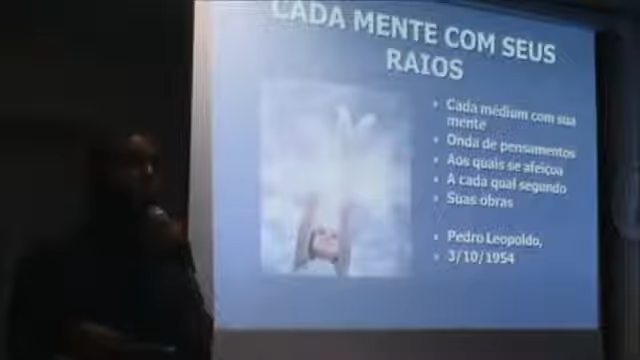 CADA MENTE COM SEUS
RAIOS
• Cada médium com sua
mente
• Onda de pensamentos
• Aos quais se afeiçoa
• A cada qual segundo
• Suas obras
• Pedro Leopoldo,
• 3/10/1954